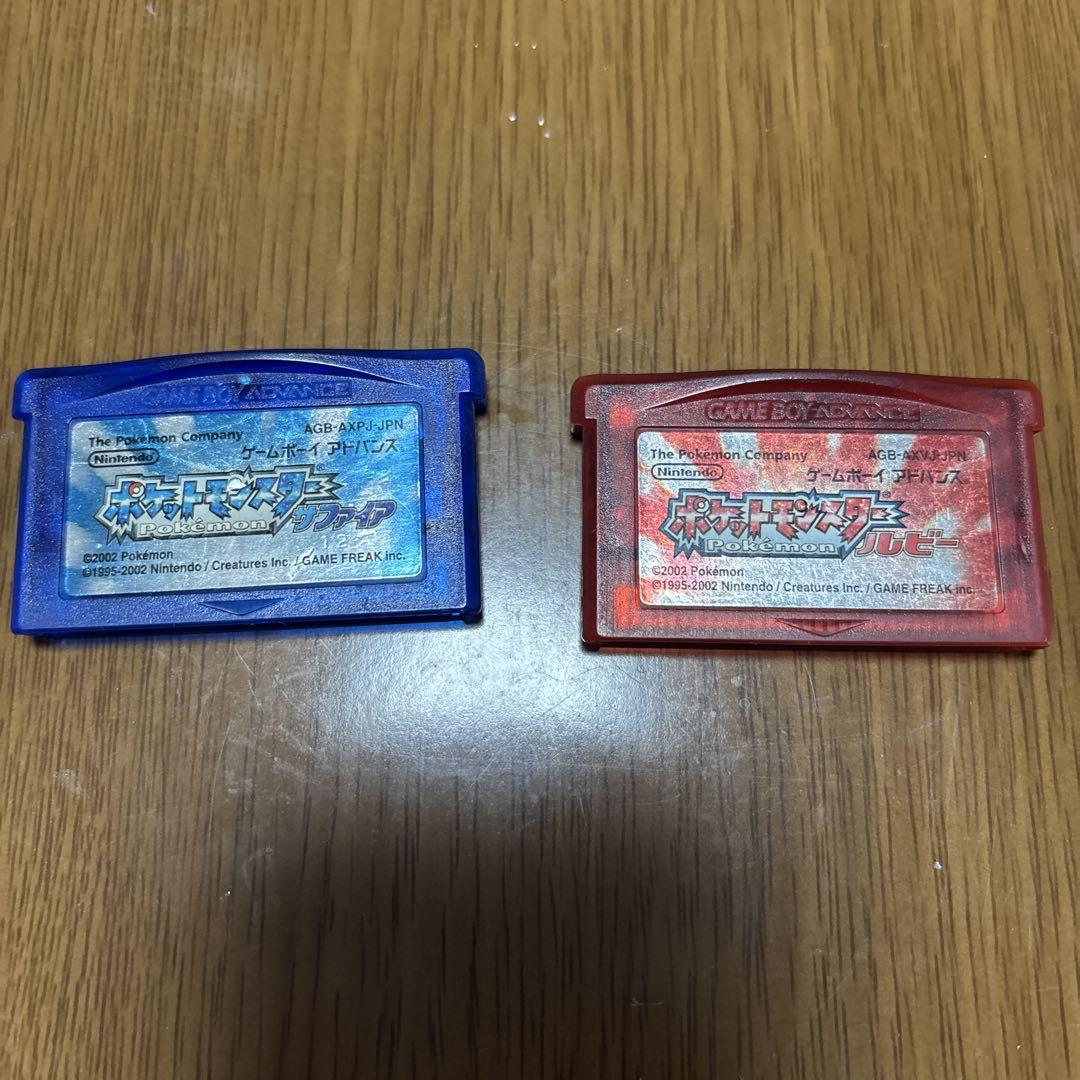 GAME BOY ADVANCE
The Pokémon Company
AGB-AXPJ-JPN
Nintendo
ゲームボーイ アドバンス
ポケットモンスター®
Pokémon
サファイア
12
©2002 Pokémon
©1995-2002 Nintendo / Creatures Inc. / GAME FREAK inc.
GAME BOY ADVANCE
The Pokémon Company
AGB-AXVJ-JPN
Nintendo
ゲームボーイ アドバンス
ポケットモンスター®
Pokémon
ルビー
©2002 Pokémon
©1995-2002 Nintendo / Creatures Inc. / GAME FREAK inc.